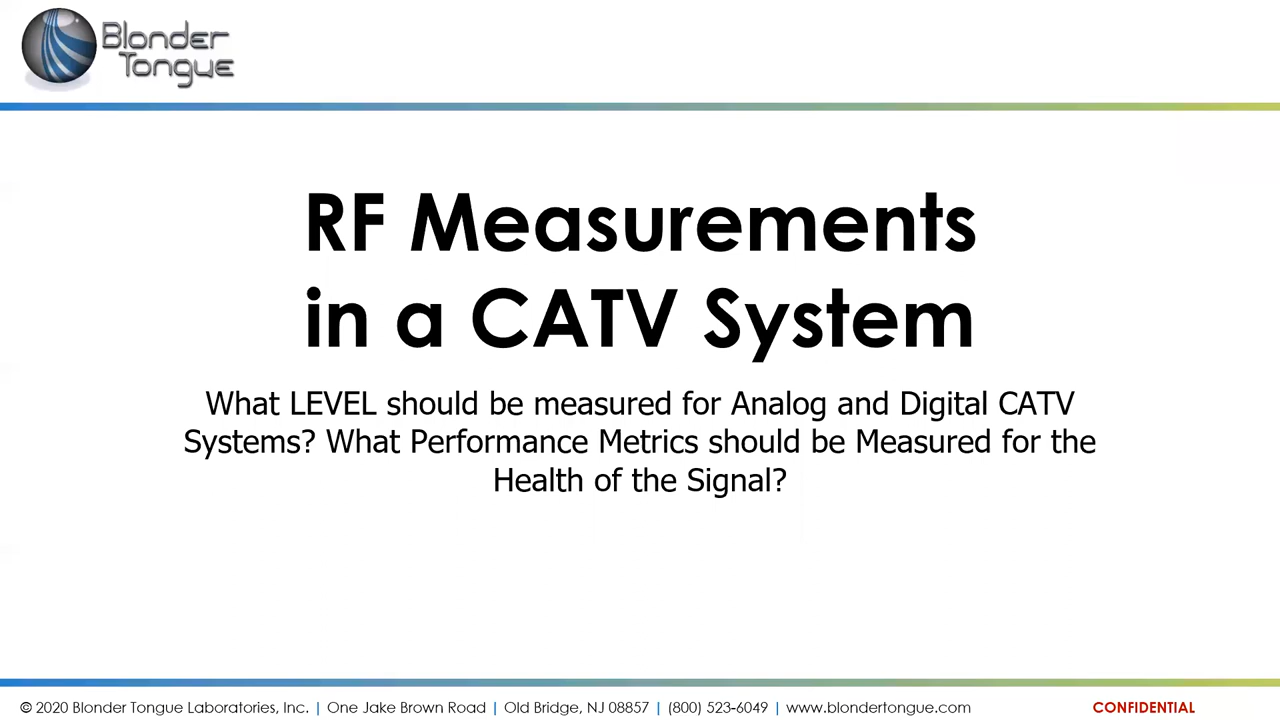 Blonder
Tongue
RF Measurements
in a CATV System
What LEVEL should be measured for Analog and Digital CATV
Systems? What Performance Metrics should be Measured for the
Health of the Signal?
© 2020 Blonder Tongue Laboratories, Inc. | One Jake Brown Road | Old Bridge, NJ 08857 | (800) 523-6049 | www.blondertongue.com CONFIDENTIAL